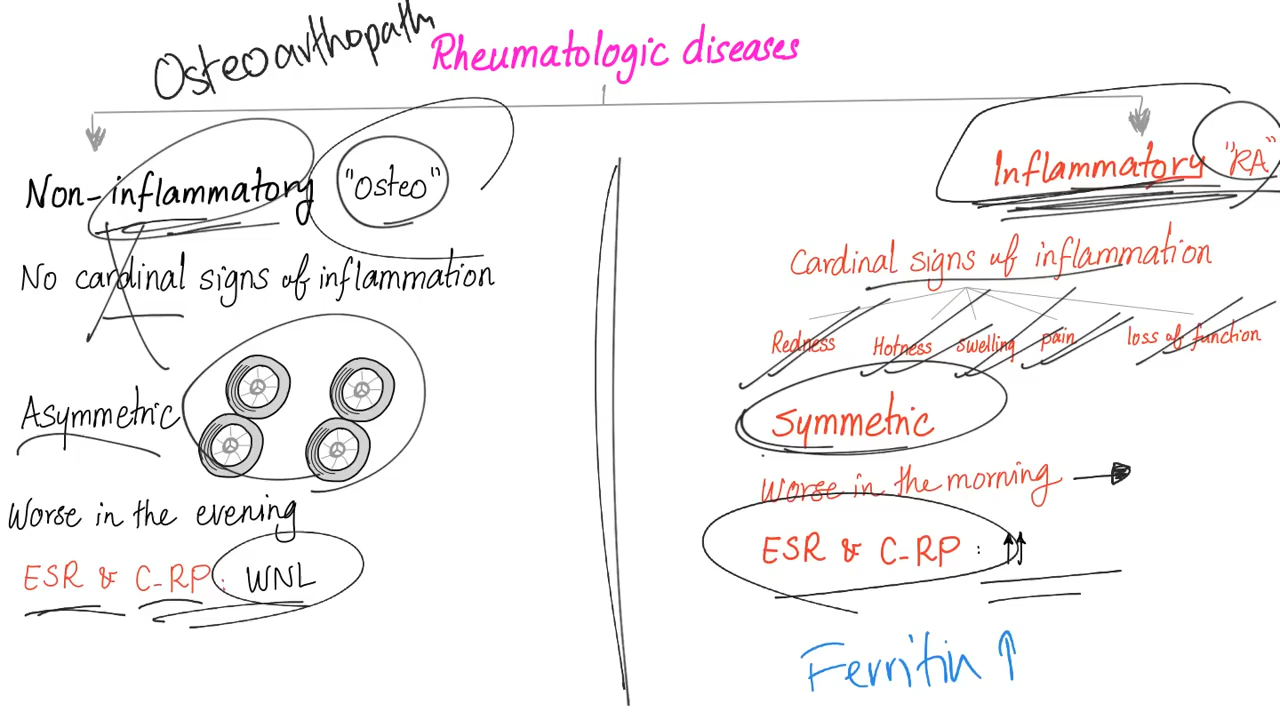 Osteoarthopath
Rheumatologic diseases
Non-inflammatory "Osteo"
No cardinal signs of inflammation
Asymmetric
Worse in the evening
ESR & C-RP: WNL
Inflammatory "RA"
Cardinal signs of inflammation
Redness Hotness swelling pain loss of function
Symmetric
Worse in the morning →
ESR & C-RP: ↑↑
Ferritin ↑